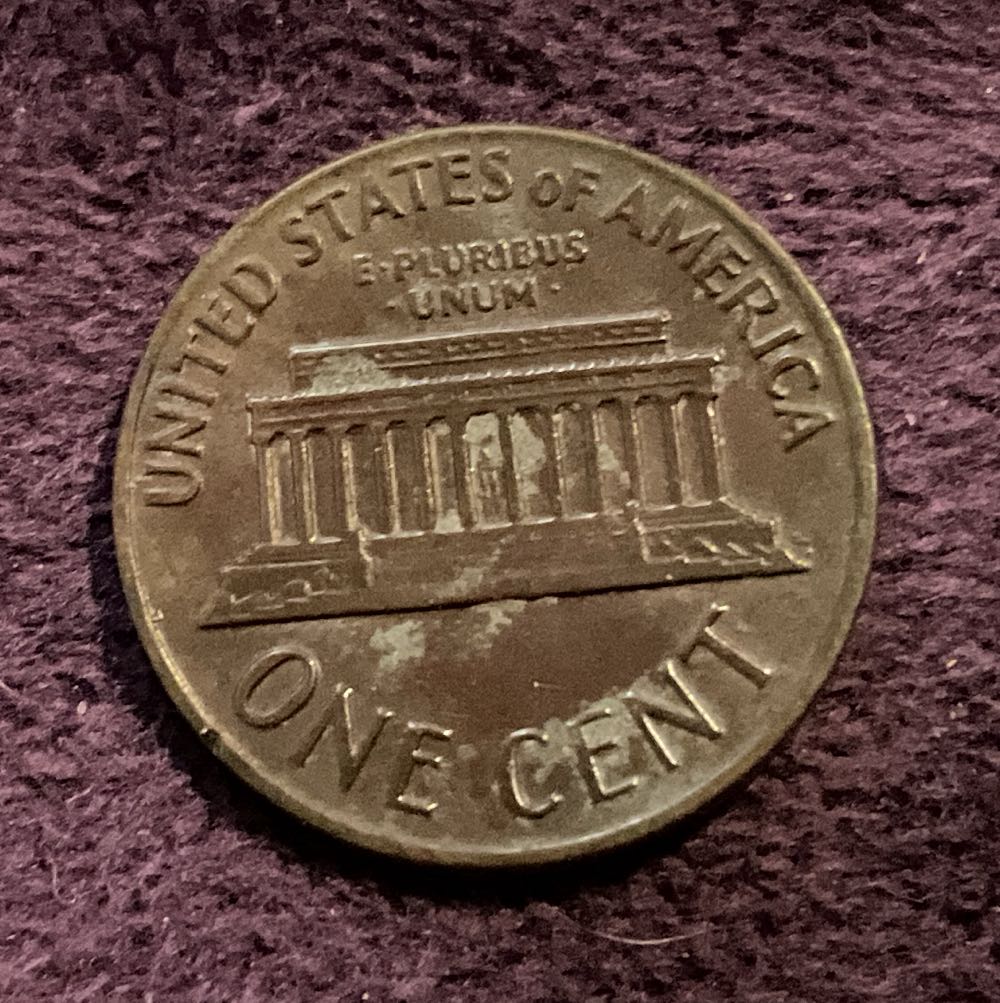 UNITED STATES OF AMERICA
E·PLURIBUS
·UNUM·
ONE CENT